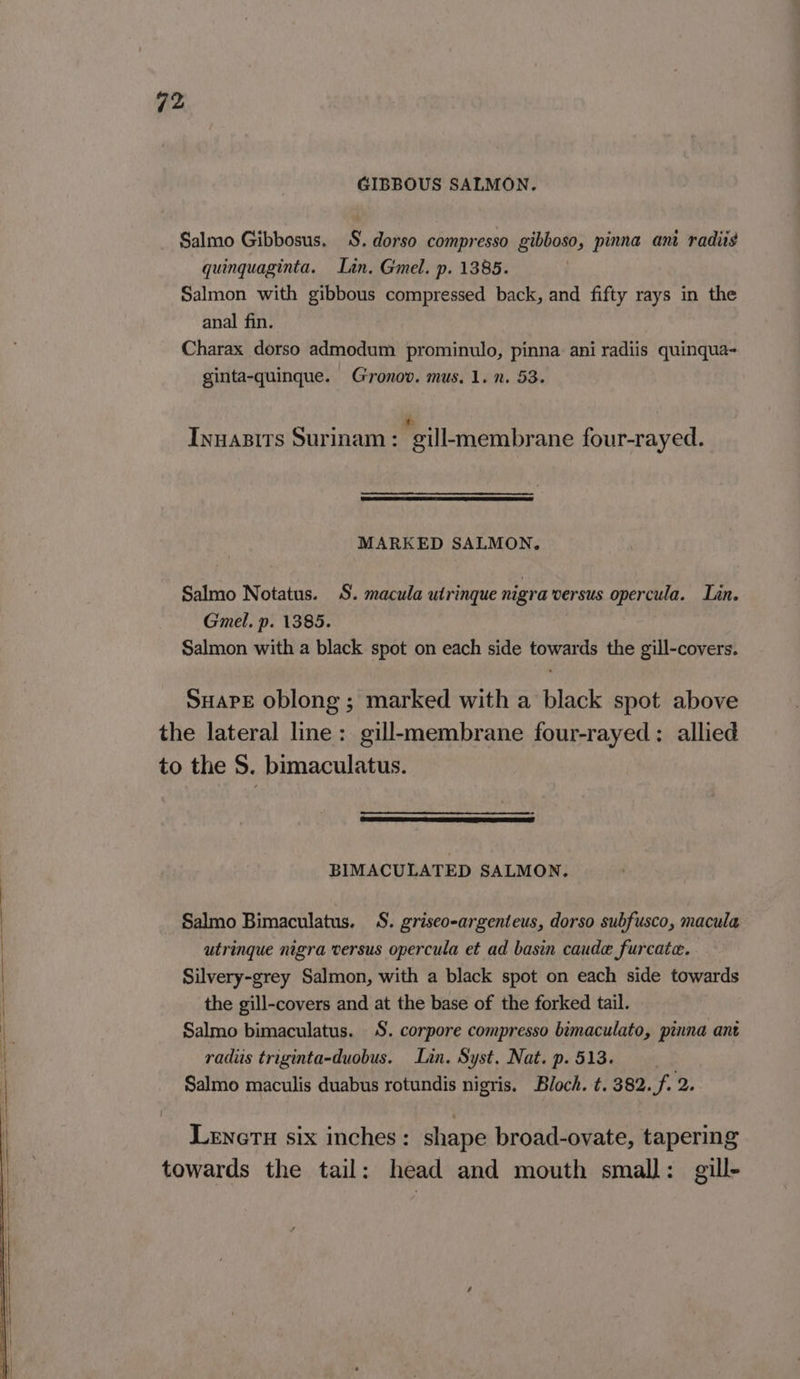 72
GIBBOUS SALMON.
Salmo Gibbosus. S. dorso compresso gibboso, pinna ani radiis
quinquaginta. Lin. Gmel. p. 1385.
Salmon with gibbous compressed back, and fifty rays in the
anal fin.
Charax dorso admodum prominulo, pinna ani radiis quinqua-
ginta-quinque. Gronov. mus. 1. n. 53.
INHABITS Surinam: gill-membrane four-rayed.
MARKED SALMON.
Salmo Notatus. S. macula utrinque nigra versus opercula. Lin.
Gmel. p. 1385.
Salmon with a black spot on each side towards the gill-covers.
SHAPE oblong; marked with a black spot above
the lateral line: gill-membrane four-rayed: allied
to the S. bimaculatus.
BIMACULATED SALMON.
Salmo Bimaculatus. S. griseo-argenteus, dorso subfusco, macula
utrinque nigra versus opercula et ad basin caudæ furcatæ.
Silvery-grey Salmon, with a black spot on each side towards
the gill-covers and at the base of the forked tail.
Salmo bimaculatus. S. corpore compresso bimaculato, pinna ani
radiis triginta-duobus. Lin. Syst. Nat. p. 513.
Salmo maculis duabus rotundis nigris. Bloch. t. 382. f. 2.
LENGTH six inches: shape broad-ovate, tapering
towards the tail: head and mouth small: gill-